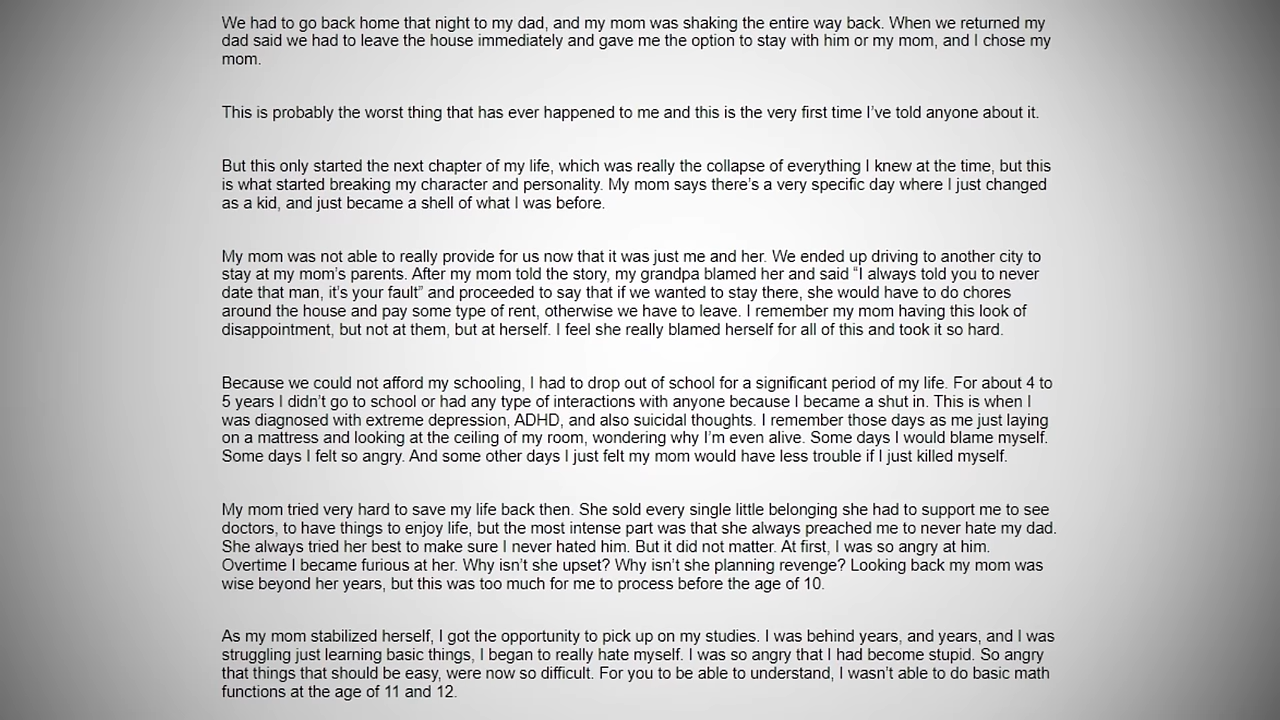 We had to go back home that night to my dad, and my mom was shaking the entire way back. When we returned my
dad said we had to leave the house immediately and gave me the option to stay with him or my mom, and I chose my
mom.
This is probably the worst thing that has ever happened to me and this is the very first time I’ve told anyone about it.
But this only started the next chapter of my life, which was really the collapse of everything I knew at the time, but this
is what started breaking my character and personality. My mom says there’s a very specific day where I just changed
as a kid, and just became a shell of what I was before.
My mom was not able to really provide for us now that it was just me and her. We ended up driving to another city to
stay at my mom’s parents. After my mom told the story, my grandpa blamed her and said “I always told you to never
date that man, it’s your fault” and proceeded to say that if we wanted to stay there, she would have to do chores
around the house and pay some type of rent, otherwise we have to leave. I remember my mom having this look of
disappointment, but not at them, but at herself. I feel she really blamed herself for all of this and took it so hard.
Because we could not afford my schooling, I had to drop out of school for a significant period of my life. For about 4 to
5 years I didn’t go to school or had any type of interactions with anyone because I became a shut in. This is when I
was diagnosed with extreme depression, ADHD, and also suicidal thoughts. I remember those days as me just laying
on a mattress and looking at the ceiling of my room, wondering why I’m even alive. Some days I would blame myself.
Some days I felt so angry. And some other days I just felt my mom would have less trouble if I just killed myself.
My mom tried very hard to save my life back then. She sold every single little belonging she had to support me to see
doctors, to have things to enjoy life, but the most intense part was that she always preached me to never hate my dad.
She always tried her best to make sure I never hated him. But it did not matter. At first, I was so angry at him.
Overtime I became furious at her. Why isn’t she upset? Why isn’t she planning revenge? Looking back my mom was
wise beyond her years, but this was too much for me to process before the age of 10.
As my mom stabilized herself, I got the opportunity to pick up on my studies. I was behind years, and years, and I was
struggling just learning basic things, I began to really hate myself. I was so angry that I had become stupid. So angry
that things that should be easy, were now so difficult. For you to be able to understand, I wasn’t able to do basic math
functions at the age of 11 and 12.